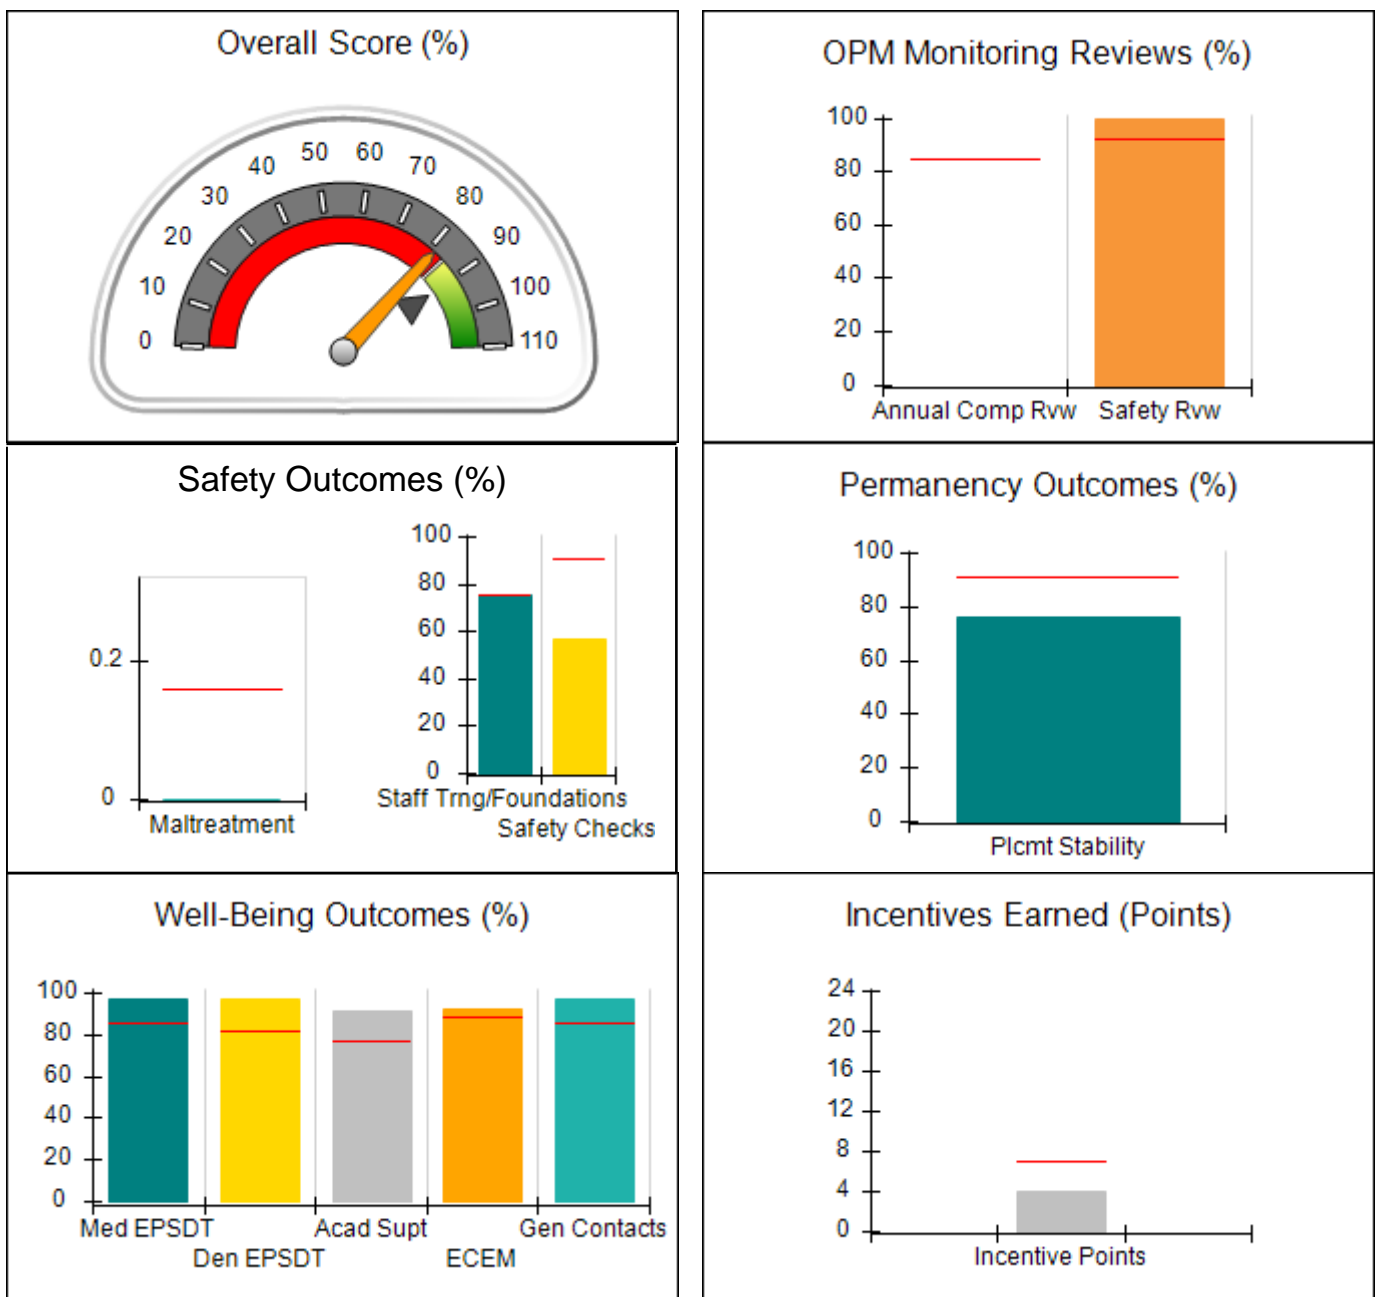 Overall Score (%)
0
10
20
30
40
50
60
70
80
90
100
110
OPM Monitoring Reviews (%)
100
80
60
40
20
0
Annual Comp Rvw
Safety Rvw
Safety Outcomes (%)
0.2
0
Maltreatment
100
80
60
40
20
0
Staff Trng/Foundations
Safety Checks
Permanency Outcomes (%)
100
80
60
40
20
0
Plcmt Stability
Well-Being Outcomes (%)
100
80
60
40
20
0
Med EPSDT
Den EPSDT
Acad Supt
ECEM
Gen Contacts
Incentives Earned (Points)
24
20
16
12
8
4
0
Incentive Points